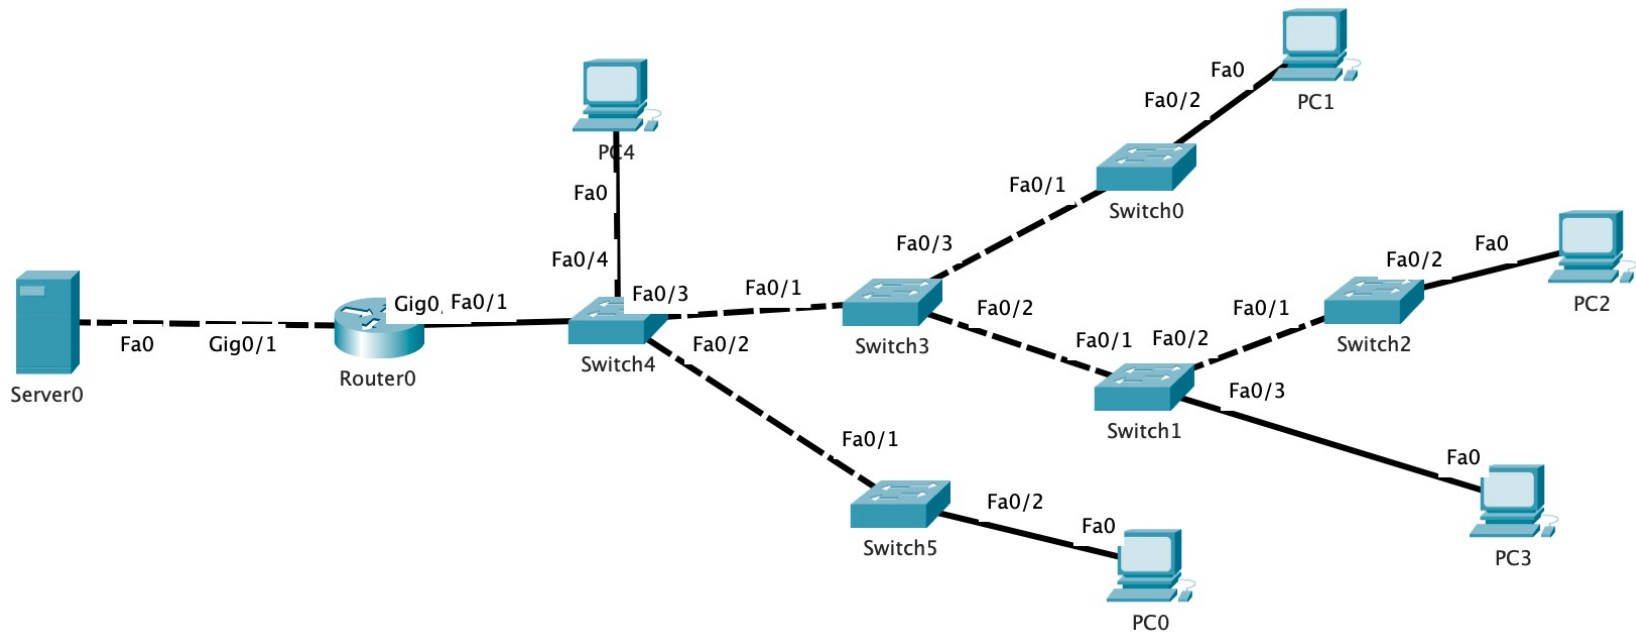 Fa0
PC1
Fa0/2
PC4
Fa0
Fa0/1
Switch0
Fa0/3
Fa0/4
Fa0
Fa0/2
PC2
Gig0
Fa0/1
Fa0/3
Fa0/1
Switch3
Fa0/2
Fa0/1
Switch2
Fa0
Gig0/1
Server0
Router0
Switch4
Fa0/2
Fa0/1
Fa0/2
Switch1
Fa0/3
Fa0
PC3
Fa0/1
Switch5
Fa0/2
Fa0
PC0